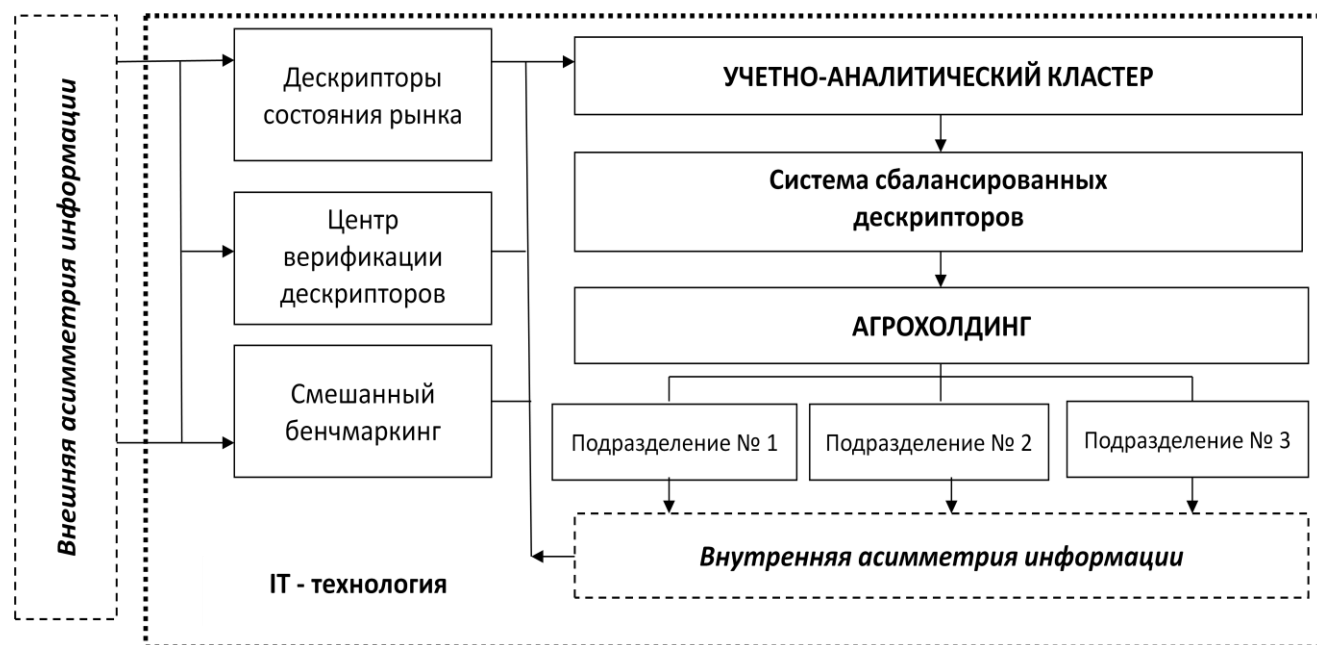 Внешняя асимметрия информации
Дескрипторы
состояния рынка
Центр
верификации
дескрипторов
Смешанный
бенчмаркинг
IT - технология
УЧЕТНО-АНАЛИТИЧЕСКИЙ КЛАСТЕР
Система сбалансированных
дескрипторов
АГРОХОЛДИНГ
Подразделение № 1
Подразделение № 2
Подразделение № 3
Внутренняя асимметрия информации